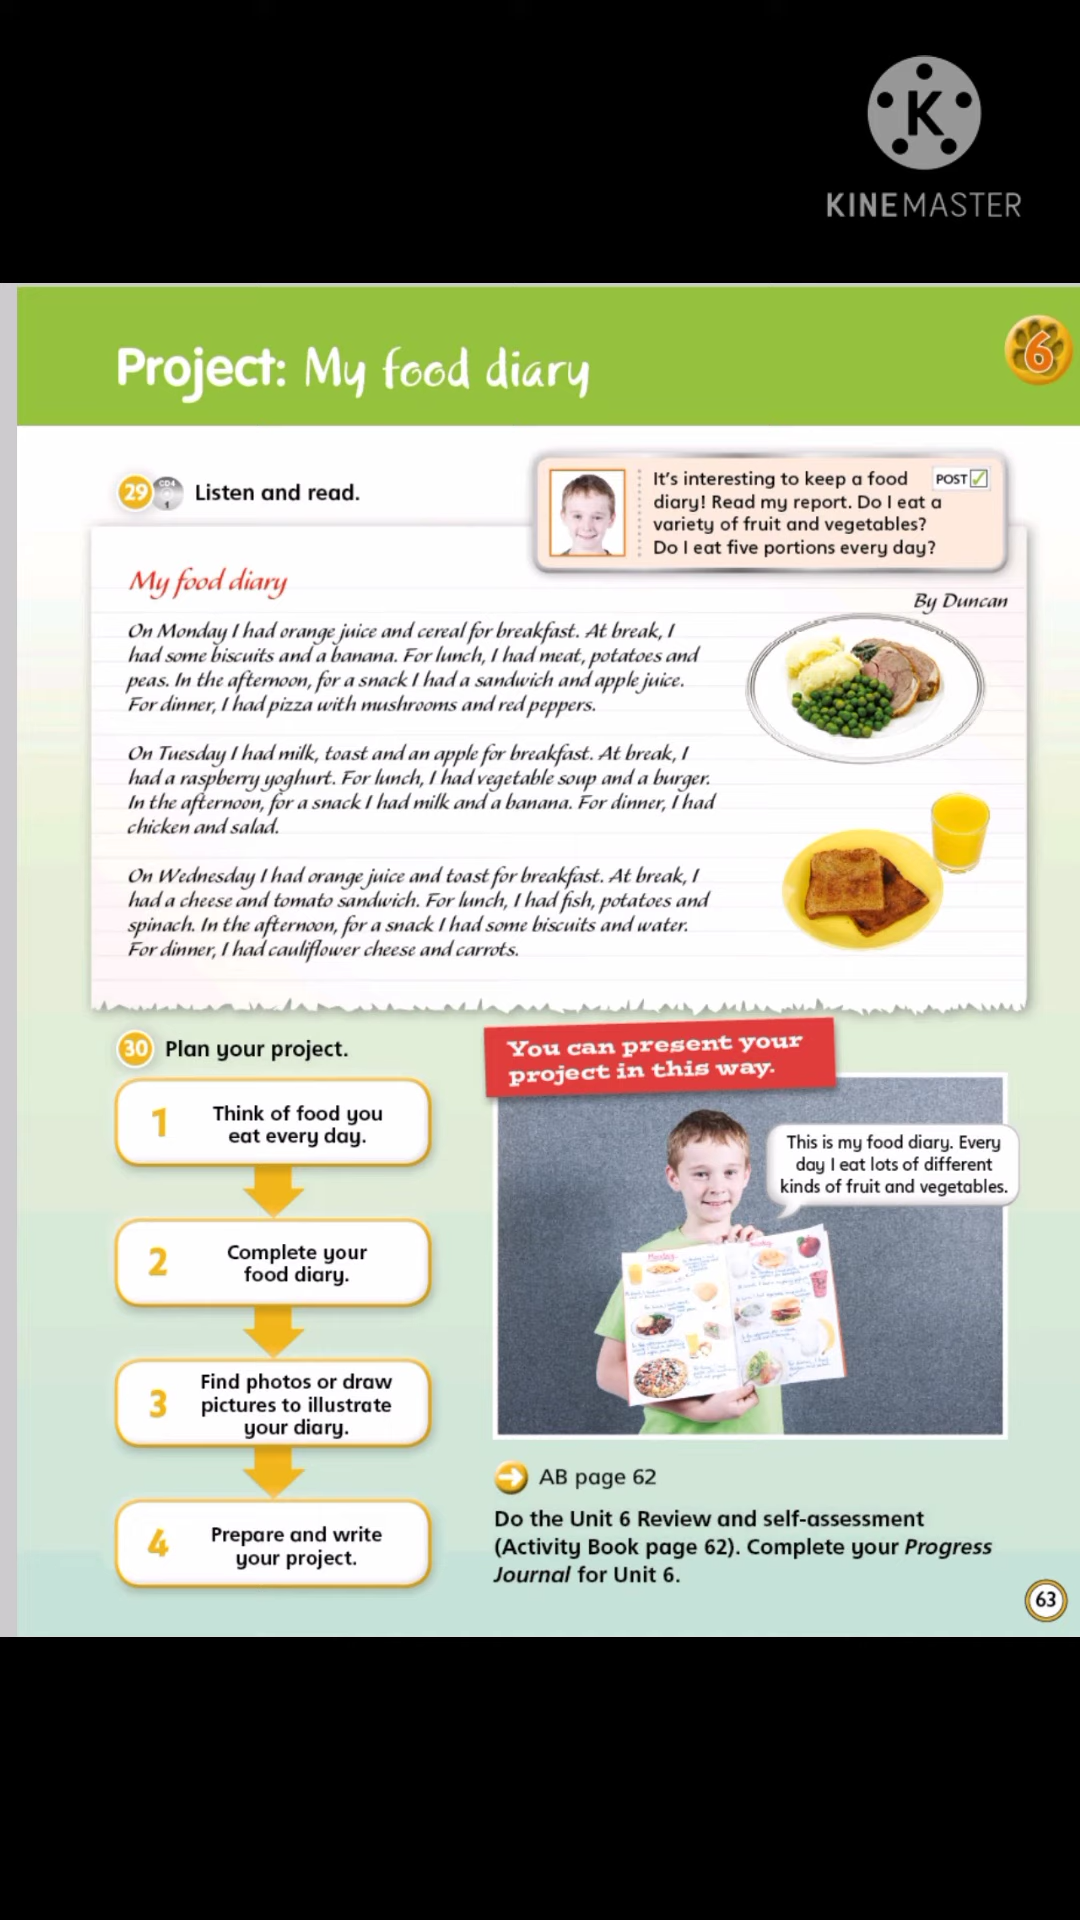 K
KINEMASTER
Project: My food diary
6
29
CD4
1
Listen and read.
It's interesting to keep a food
diary! Read my report. Do I eat a
variety of fruit and vegetables?
Do I eat five portions every day?
POST
My food diary
By Duncan
On Monday I had orange juice and cereal for breakfast. At break, I
had some biscuits and a banana. For lunch, I had meat, potatoes and
peas. In the afternoon, for a snack I had a sandwich and apple juice.
For dinner, I had pizza with mushrooms and red peppers.
On Tuesday I had milk, toast and an apple for breakfast. At break, I
had a raspberry yoghurt. For lunch, I had vegetable soup and a burger.
In the afternoon, for a snack I had milk and a banana. For dinner, I had
chicken and salad.
On Wednesday I had orange juice and toast for breakfast. At break, I
had a cheese and tomato sandwich. For lunch, I had fish, potatoes and
spinach. In the afternoon, for a snack I had some biscuits and water.
For dinner, I had cauliflower cheese and carrots.
30 Plan your project.
1 Think of food you
eat every day.
2 Complete your
food diary.
3 Find photos or draw
pictures to illustrate
your diary.
4 Prepare and write
your project.
You can present your
project in this way.
This is my food diary. Every
day I eat lots of different
kinds of fruit and vegetables.
AB page 62
Do the Unit 6 Review and self-assessment
(Activity Book page 62). Complete your Progress
Journal for Unit 6.
63